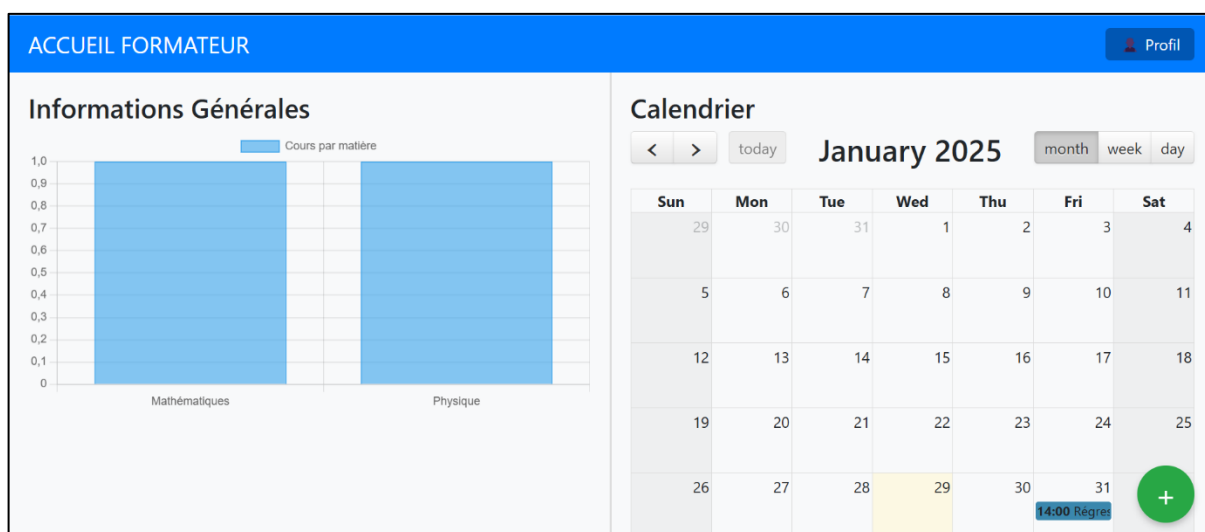 ACCUEIL FORMATEUR
Profil
Informations Générales
Cours par matière
1,0
0,9
0,8
0,7
0,6
0,5
0,4
0,3
0,2
0,1
0
Mathématiques Physique
Calendrier
today January 2025 month week day
Sun Mon Tue Wed Thu Fri Sat
29 30 31 1 2 3 4
5 6 7 8 9 10 11
12 13 14 15 16 17 18
19 20 21 22 23 24 25
26 27 28 29 30 31
14:00 Régres
+